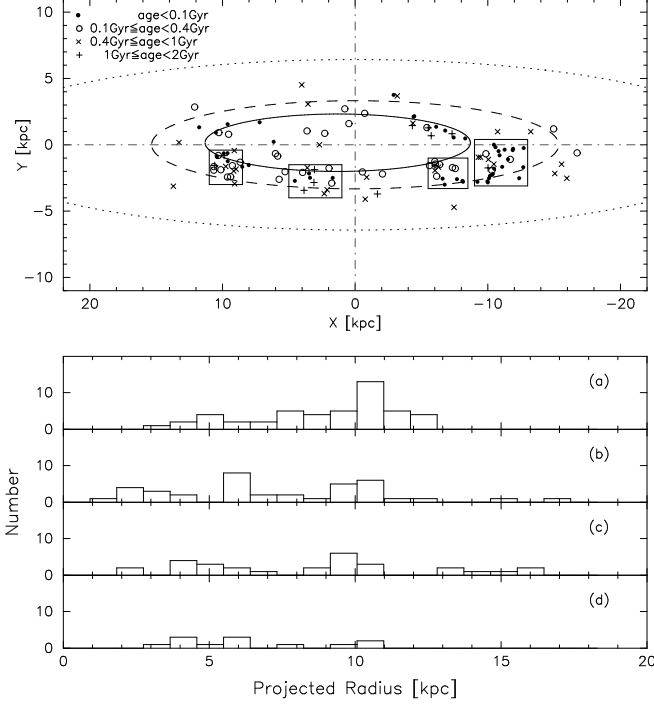 10
5
0
−5
−10
Y [kpc]
age<0.1Gyr
0.1Gyr≦age<0.4Gyr
0.4Gyr≦age<1Gyr
1Gyr≦age<2Gyr
20 10 0 −10 −20
X [kpc]
10
0
(a)
10
0
(b)
10
0
(c)
10
0
(d)
Number
0 5 10 15 20
Projected Radius [kpc]